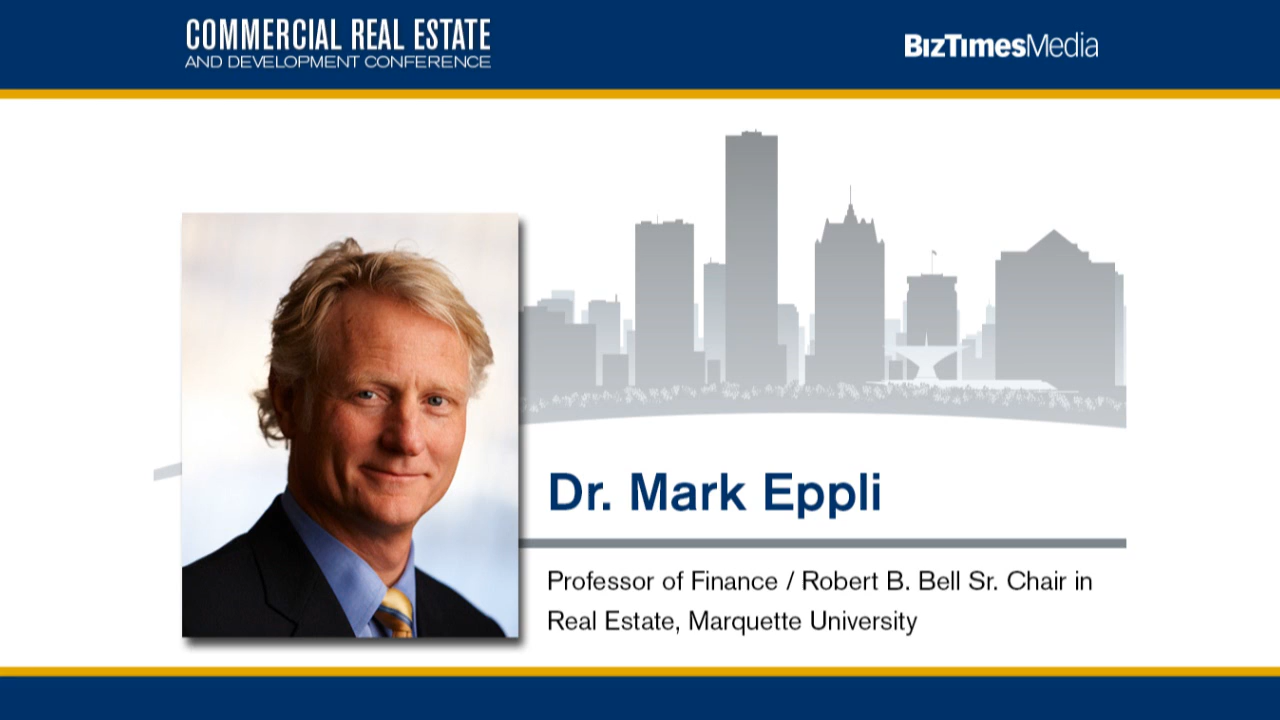 COMMERCIAL REAL ESTATE
AND DEVELOPMENT CONFERENCE
BIZTIMESMedia
Dr. Mark Eppli
Professor of Finance / Robert B. Bell Sr. Chair in
Real Estate, Marquette University